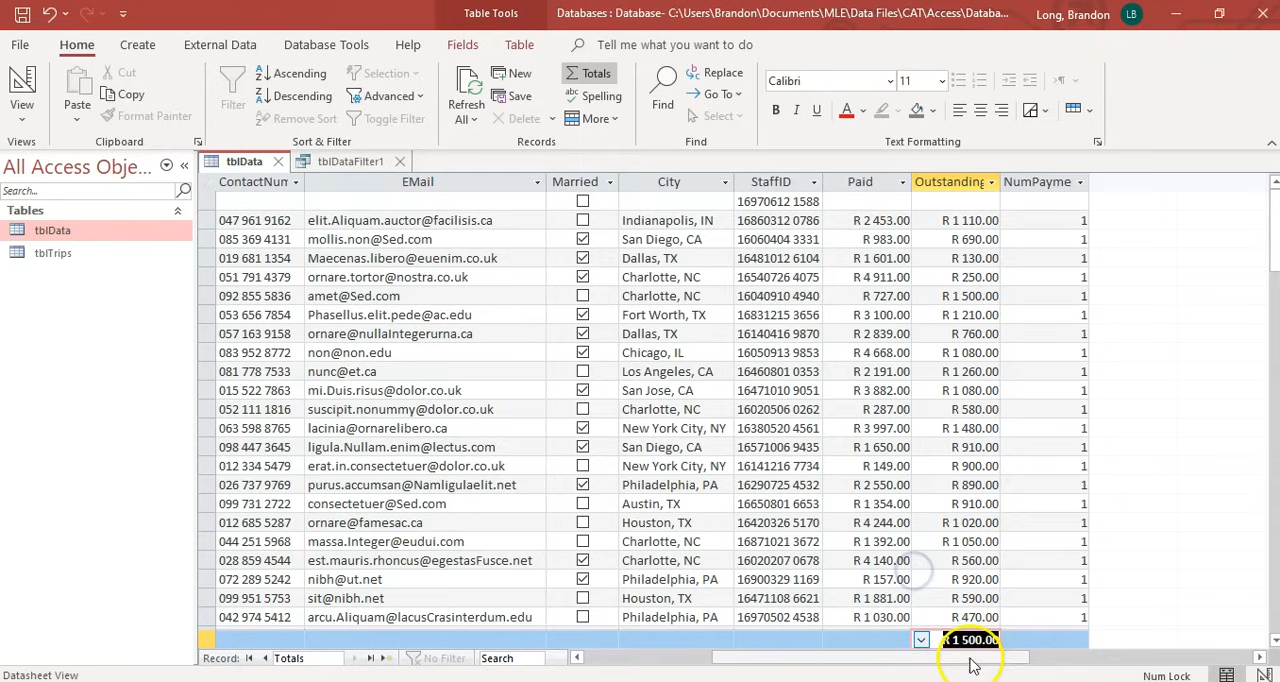 Table Tools
Databases : Database- C:\Users\Brandon\Documents\MLE\Data Files\CAT\Access\Databa...
Long, Brandon LB
File Home Create External Data Database Tools Help Fields Table Tell me what you want to do
View
Views
Paste
Cut
Copy
Format Painter
Clipboard
Filter
Ascending
Descending
Remove Sort
Selection
Advanced
Toggle Filter
Sort & Filter
Refresh
All
New
Save
Delete
Totals
Spelling
More
Records
Find
Replace
Go To
Select
Find
Calibri 11
B I U A
Text Formatting
All Access Obje...
Search...
Tables
tblData
tblTrips
tblData tblDataFilter1
ContactNum EMail Married City StaffID Paid Outstanding NumPayme
16970612 1588
047 961 9162 elit.Aliquam.auctor@facilisis.ca Indianapolis, IN 16860312 0786 R 2 453.00 R 1 110.00 1
085 369 4131 mollis.non@Sed.com San Diego, CA 16060404 3331 R 983.00 R 690.00 1
019 681 1354 Maecenas.libero@euenim.co.uk Dallas, TX 16481012 6104 R 1 601.00 R 130.00 1
051 791 4379 ornare.tortor@nostra.co.uk Charlotte, NC 16540726 4075 R 4 911.00 R 250.00 1
092 855 5836 amet@Sed.com Charlotte, NC 16040910 4940 R 727.00 R 1 500.00 1
053 656 7854 Phasellus.elit.pede@ac.edu Fort Worth, TX 16831215 3656 R 3 100.00 R 1 210.00 1
057 163 9158 ornare@nullaIntegerurna.ca Dallas, TX 16140416 9870 R 2 839.00 R 760.00 1
083 952 8772 non@non.edu Chicago, IL 16050913 9853 R 4 668.00 R 1 080.00 1
081 778 7533 nunc@et.ca Los Angeles, CA 16460801 0353 R 2 191.00 R 1 260.00 1
015 522 7863 mi.Duis.risus@dolor.co.uk San Jose, CA 16471010 9051 R 3 882.00 R 1 080.00 1
052 111 1816 suscipit.nonummy@dolor.co.uk Charlotte, NC 16020506 0262 R 287.00 R 580.00 1
063 598 8765 lacinia@ornarelibero.ca New York City, NY 16380520 4561 R 3 997.00 R 1 480.00 1
098 447 3645 ligula.Nullam.enim@lectus.com San Diego, CA 16571006 9435 R 1 650.00 R 910.00 1
012 334 5479 erat.in.consectetuer@dolor.co.uk New York City, NY 16141216 7734 R 149.00 R 900.00 1
026 737 9769 purus.accumsan@Namligulaelit.net Philadelphia, PA 16290725 4532 R 2 550.00 R 890.00 1
099 731 2722 consectetuer@Sed.com Austin, TX 16650801 6653 R 1 354.00 R 910.00 1
012 685 5287 ornare@famesac.ca Houston, TX 16420326 5170 R 4 244.00 R 1 020.00 1
044 251 5968 massa.Integer@eudui.com Charlotte, NC 16871021 3672 R 1 392.00 R 1 050.00 1
028 859 4544 est.mauris.rhoncus@egestasFusce.net Charlotte, NC 16020207 0678 R 4 140.00 R 560.00 1
072 289 5242 nibh@ut.net Philadelphia, PA 16900329 1169 R 157.00 R 920.00 1
099 951 5753 sit@nibh.net Houston, TX 16471108 6621 R 1 881.00 R 590.00 1
042 974 5412 arcu.Aliquam@lacusCrasinterdum.edu Philadelphia, PA 16970502 4538 R 1 030.00 R 470.00 1
R 1 500.00
Record: Totals No Filter Search
Datasheet View
Num Lock